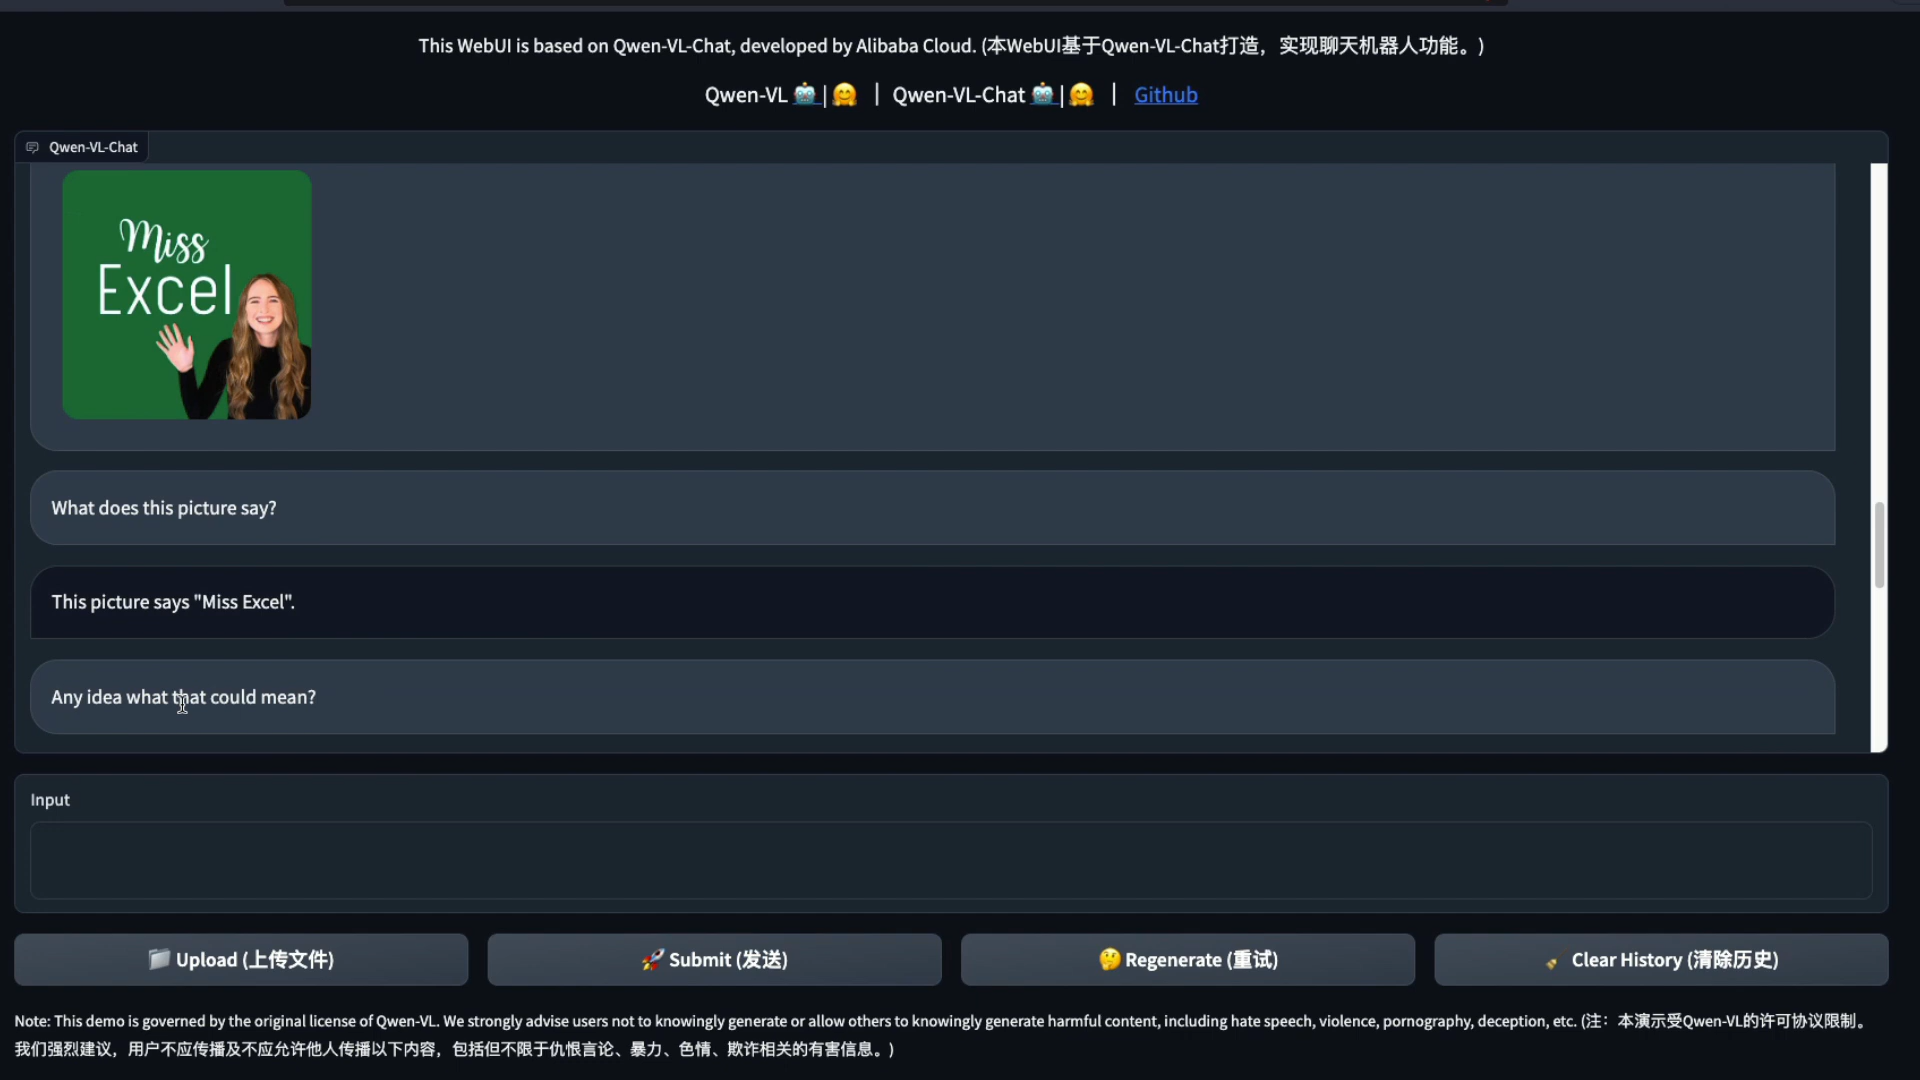 This WebUI is based on Qwen-VL-Chat, developed by Alibaba Cloud. (本WebUI基于Qwen-VL-Chat打造，实现聊天机器人功能。)
Qwen-VL 🤖 | 🤗 | Qwen-VL-Chat 🤖 | 🤗 | Github
Qwen-VL-Chat
Miss
Excel
What does this picture say?
This picture says "Miss Excel".
Any idea what that could mean?
Input
📁 Upload (上传文件)
🚀 Submit (发送)
🤔 Regenerate (重试)
🧹 Clear History (清除历史)
Note: This demo is governed by the original license of Qwen-VL. We strongly advise users not to knowingly generate or allow others to knowingly generate harmful content, including hate speech, violence, pornography, deception, etc. (注：本演示受Qwen-VL的许可协议限制。
我们强烈建议，用户不应传播及不应允许他人传播以下内容，包括但不限于仇恨言论、暴力、色情、欺诈相关的有害信息。)